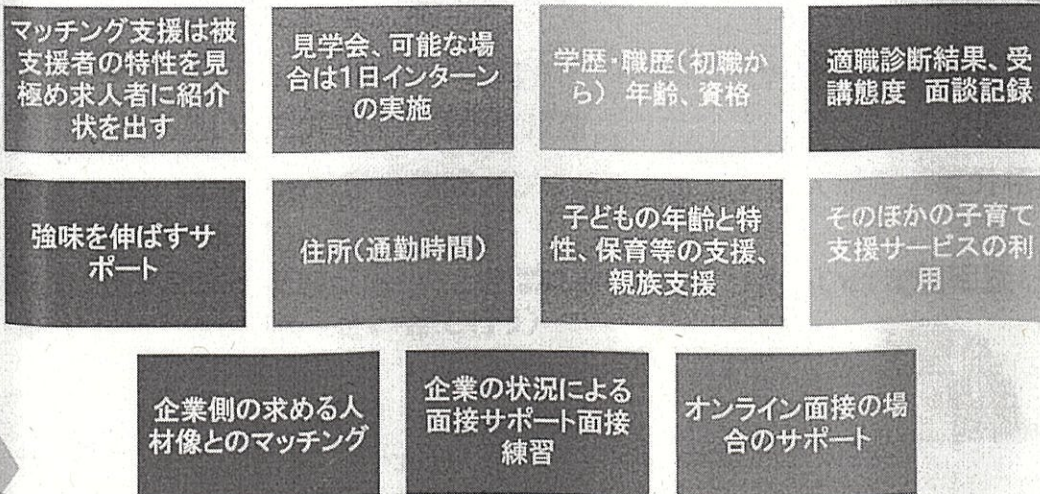 マッチング支援は被
支援者の特性を見
極め求人者に紹介
状を出す
見学会、可能な場
合は1日インターン
の実施
学歴・職歴(初職か
ら) 年齢、資格
適職診断結果、受
講態度 面談記録
強味を伸ばすサ
ポート
住所(通勤時間)
子どもの年齢と特
性、保育等の支援、
親族支援
そのほかの子育て
支援サービスの利
用
企業側の求める人
材像とのマッチング
企業の状況による
面接サポート面接
練習
オンライン面接の場
合のサポート